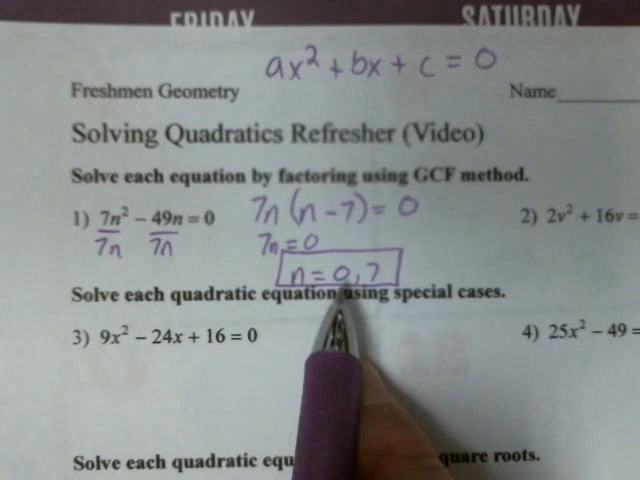 FRIDAY SATURDAY
ax² + bx + c = 0
Freshmen Geometry Name
Solving Quadratics Refresher (Video)
Solve each equation by factoring using GCF method.
1) 7n² − 49n = 0 7n (n − 7) = 0 2) 2v² + 16v =
7n 7n 7n = 0
n = 0, 7
Solve each quadratic equation using special cases.
3) 9x² − 24x + 16 = 0 4) 25x² − 49 =
Solve each quadratic equ quare roots.